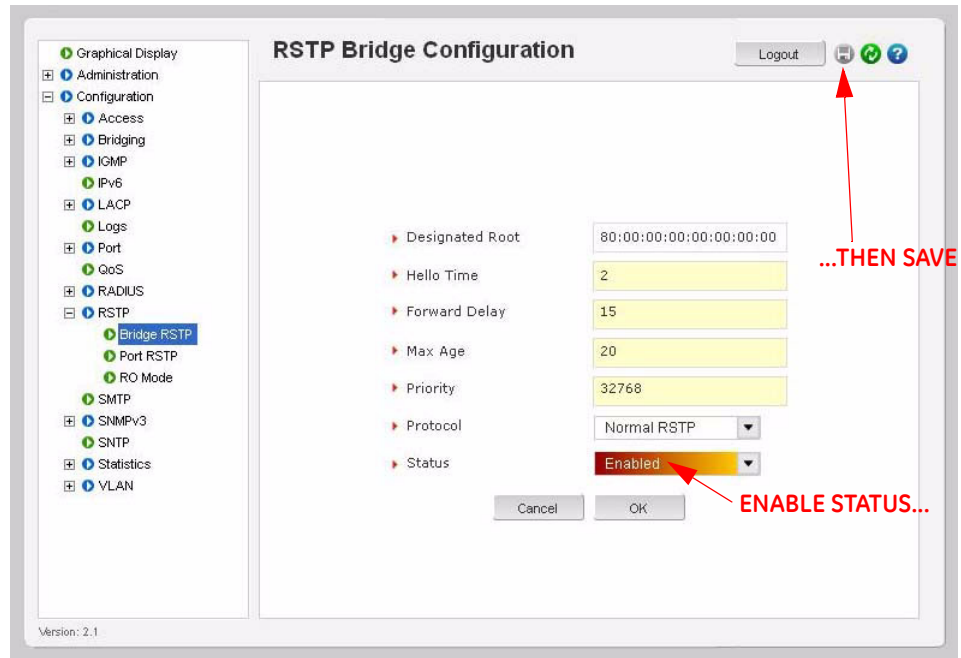 RSTP Bridge Configuration
Logout
?
Graphical Display
Administration
Configuration
Access
Bridging
IGMP
IPv6
LACP
Logs
Port
QoS
RADIUS
RSTP
Bridge RSTP
Port RSTP
RO Mode
SMTP
SNMPv3
SNTP
Statistics
VLAN
Designated Root 80:00:00:00:00:00:00:00
...THEN SAVE
Hello Time 2
Forward Delay 15
Max Age 20
Priority 32768
Protocol Normal RSTP
Status Enabled
ENABLE STATUS...
Cancel OK
Version: 2.1